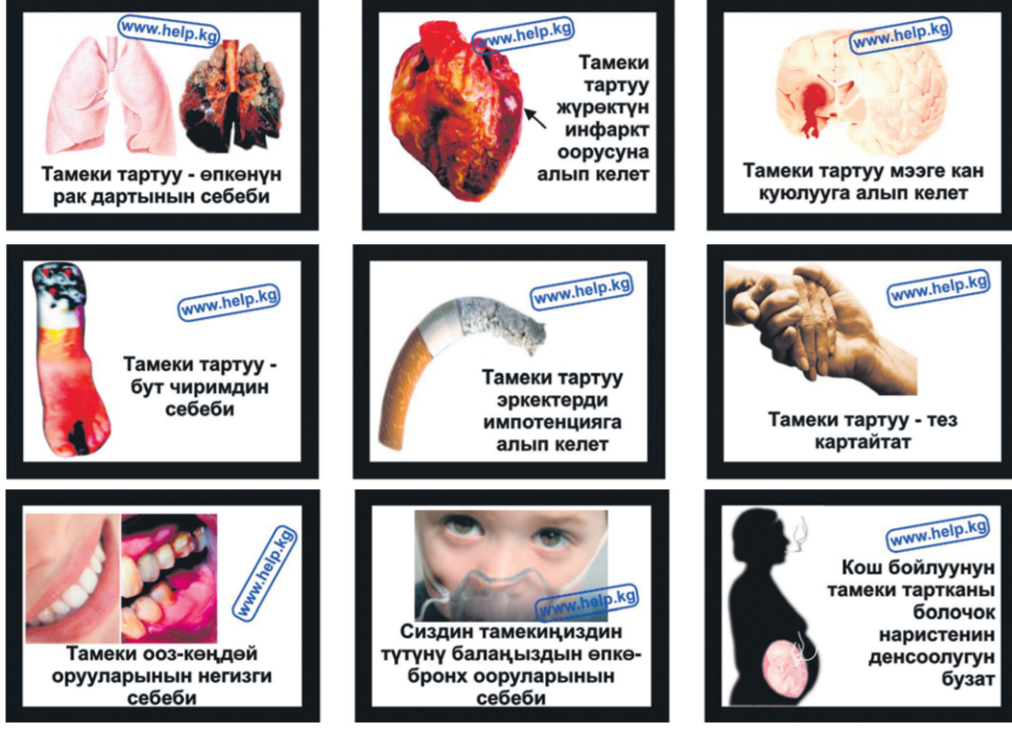 www.help.kg
Тамеки тартуу - өпкөнүн
рак дартынын себеби
www.help.kg
Тамеки
тартуу
жүрөктүн
инфаркт
оорусуна
алып келет
www.help.kg
Тамеки тартуу мээге кан
куюлууга алып келет
www.help.kg
Тамеки тартуу -
бут чиримдин
себеби
www.help.kg
Тамеки тартуу
эркектерди
импотенцияга
алып келет
www.help.kg
Тамеки тартуу - тез
картайтат
www.help.kg
Тамеки ооз-көңдөй
орууларынын негизги
себеби
www.help.kg
Сиздин тамекиңиздин
түтүнү балаңыздын өпкө-
бронх ооруларынын
себеби
www.help.kg
Кош бойлуунун
тамеки тартканы
болочок
наристенин
денсоолугун
бузат